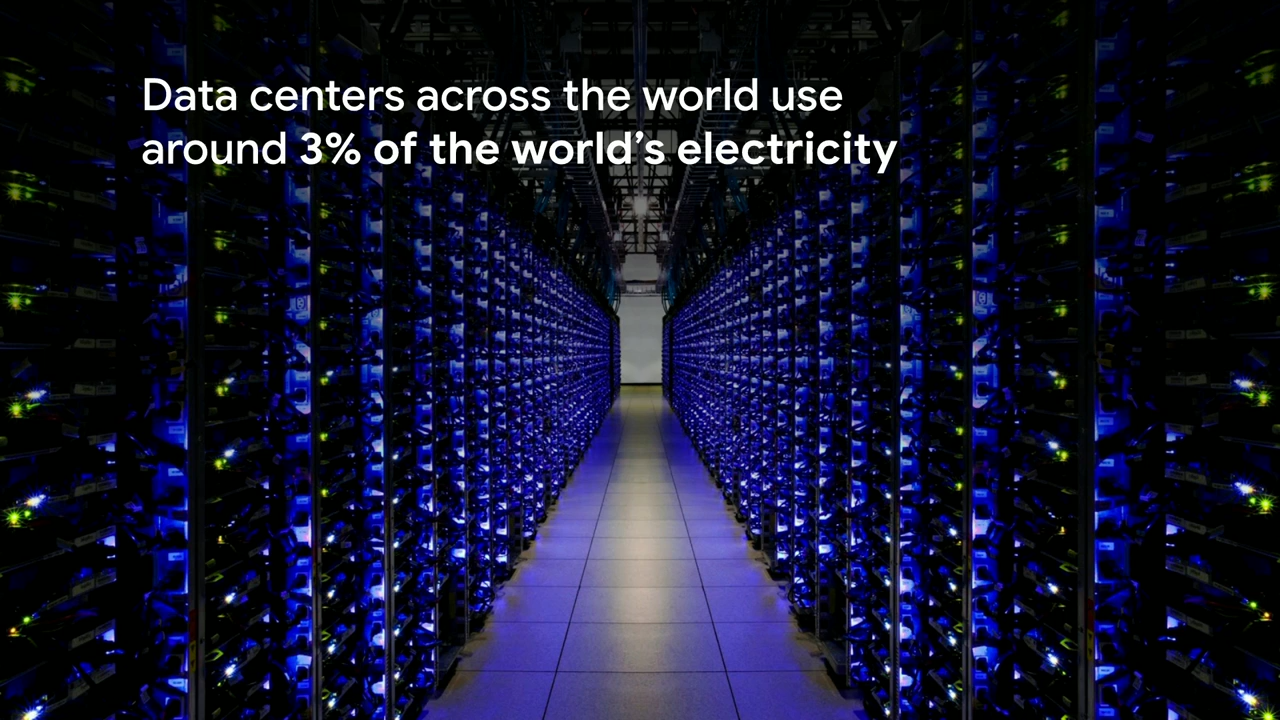 Data centers across the world use
around 3% of the world’s electricity